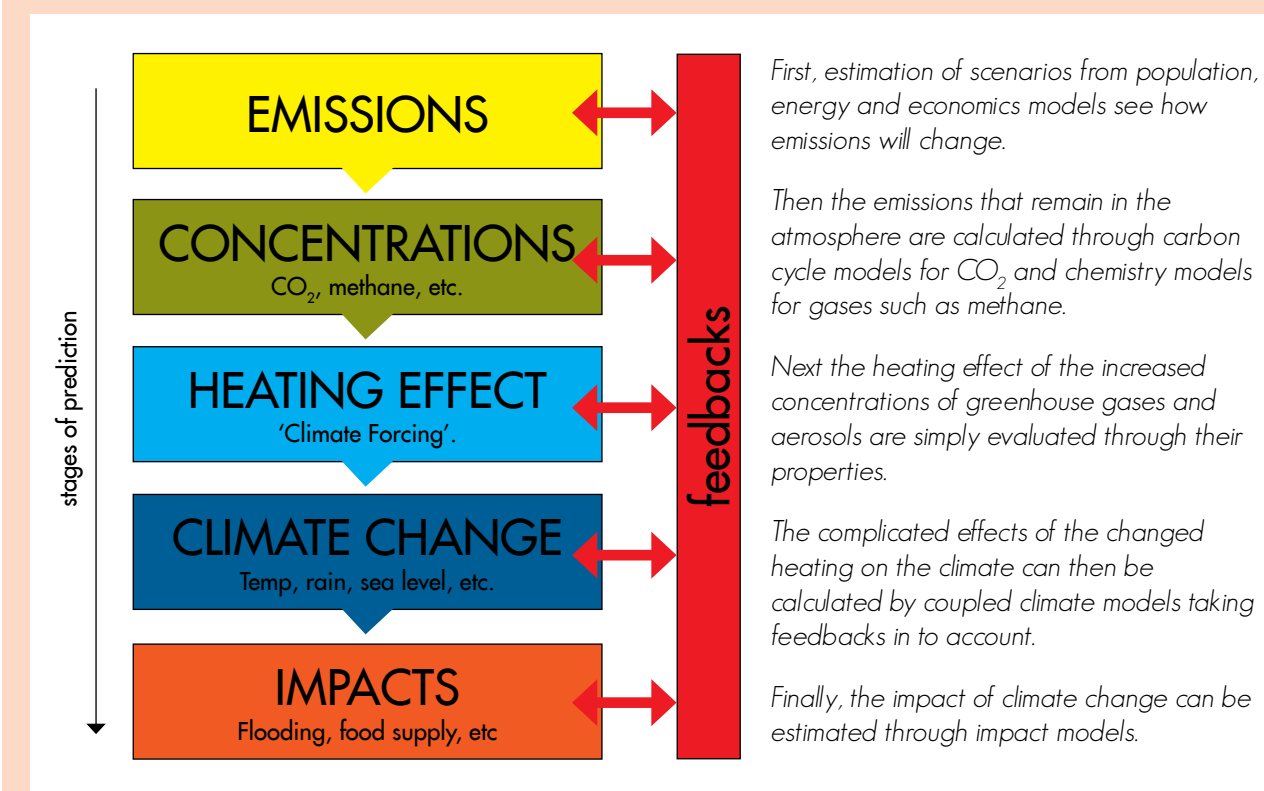 stages of prediction
EMISSIONS
CONCENTRATIONS
CO₂, methane, etc.
HEATING EFFECT
‘Climate Forcing’.
CLIMATE CHANGE
Temp, rain, sea level, etc.
IMPACTS
Flooding, food supply, etc
feedbacks
First, estimation of scenarios from population,
energy and economics models see how
emissions will change.
Then the emissions that remain in the
atmosphere are calculated through carbon
cycle models for CO₂ and chemistry models
for gases such as methane.
Next the heating effect of the increased
concentrations of greenhouse gases and
aerosols are simply evaluated through their
properties.
The complicated effects of the changed
heating on the climate can then be
calculated by coupled climate models taking
feedbacks in to account.
Finally, the impact of climate change can be
estimated through impact models.